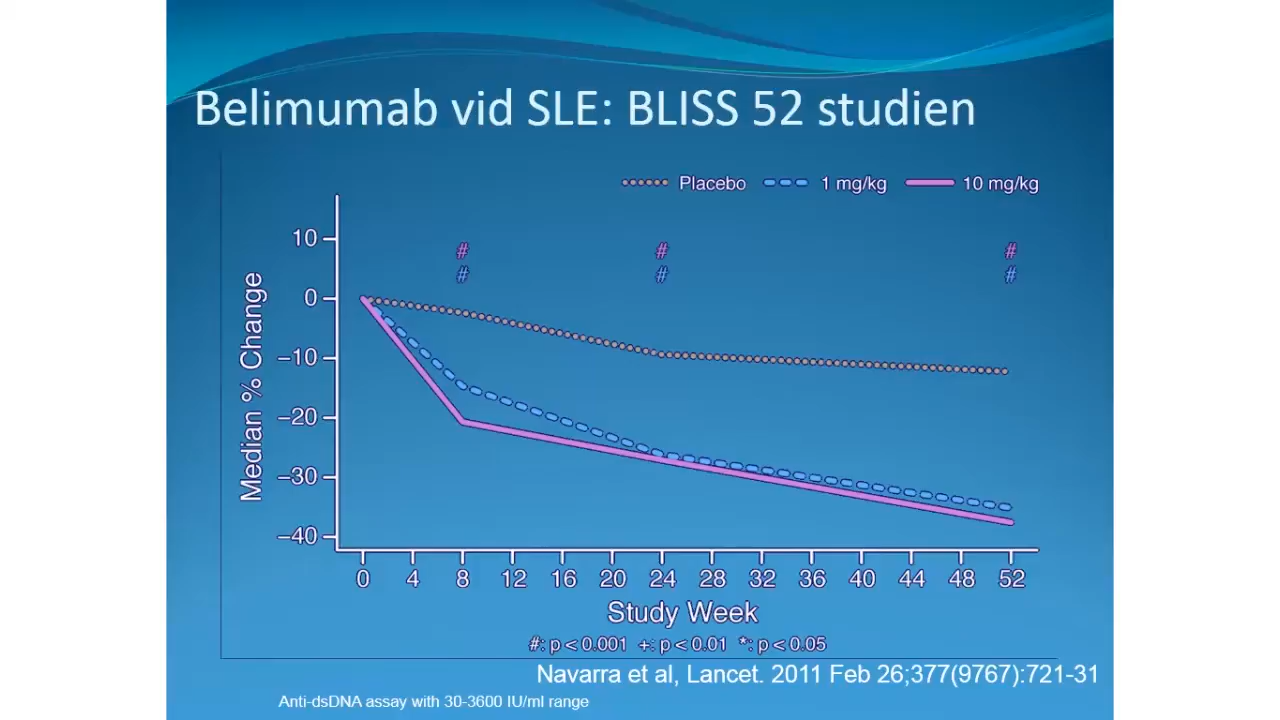 Belimumab vid SLE: BLISS 52 studien
Placebo 1 mg/kg 10 mg/kg
10
0
−10
−20
−30
−40
Median % Change
# # #
# # #
0 4 8 12 16 20 24 28 32 36 40 44 48 52
Study Week
#: p < 0.001 +: p < 0.01 *: p < 0.05
Navarra et al, Lancet. 2011 Feb 26;377(9767):721-31
Anti-dsDNA assay with 30-3600 IU/ml range